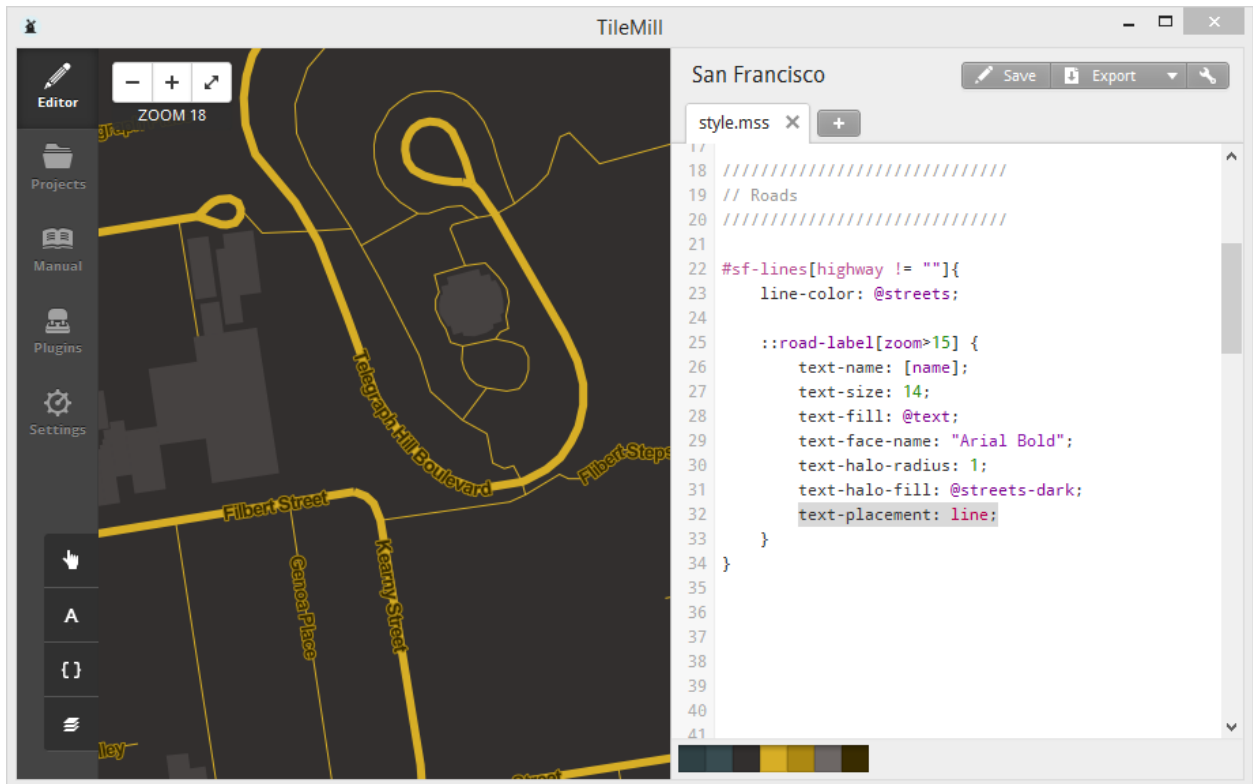 TileMill
Editor
Projects
Manual
Plugins
Settings
A
{}
ZOOM 18
Telegraph Hill Boulevard
Filbert Steps
Filbert Street
Kearny Street
Genoa Place
lley
Street
San Francisco
Save
Export
style.mss
+
17
18 //////////////////////////////
19 // Roads
20 //////////////////////////////
21
22 #sf-lines[highway != ""]{
23 line-color: @streets;
24
25 ::road-label[zoom>15] {
26 text-name: [name];
27 text-size: 14;
28 text-fill: @text;
29 text-face-name: "Arial Bold";
30 text-halo-radius: 1;
31 text-halo-fill: @streets-dark;
32 text-placement: line;
33 }
34 }
35
36
37
38
39
40
41